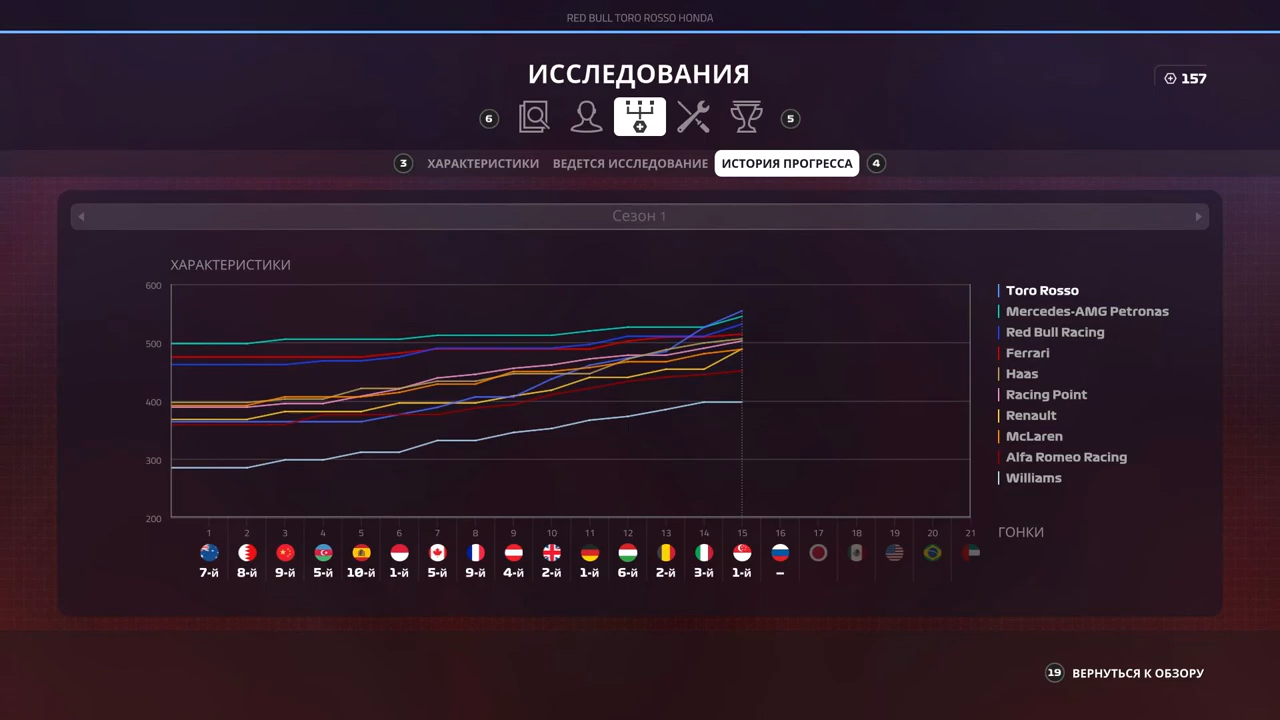 RED BULL TORO ROSSO HONDA
ИССЛЕДОВАНИЯ
157
6 5
3 ХАРАКТЕРИСТИКИ ВЕДЕТСЯ ИССЛЕДОВАНИЕ ИСТОРИЯ ПРОГРЕССА 4
Сезон 1
ХАРАКТЕРИСТИКИ
600
500
400
300
200
Toro Rosso
Mercedes-AMG Petronas
Red Bull Racing
Ferrari
Haas
Racing Point
Renault
McLaren
Alfa Romeo Racing
Williams
1 2 3 4 5 6 7 8 9 10 11 12 13 14 15 16 17 18 19 20 21
ГОНКИ
7-й 8-й 9-й 5-й 10-й 1-й 5-й 9-й 4-й 2-й 1-й 6-й 2-й 3-й 1-й –
19 ВЕРНУТЬСЯ К ОБЗОРУ